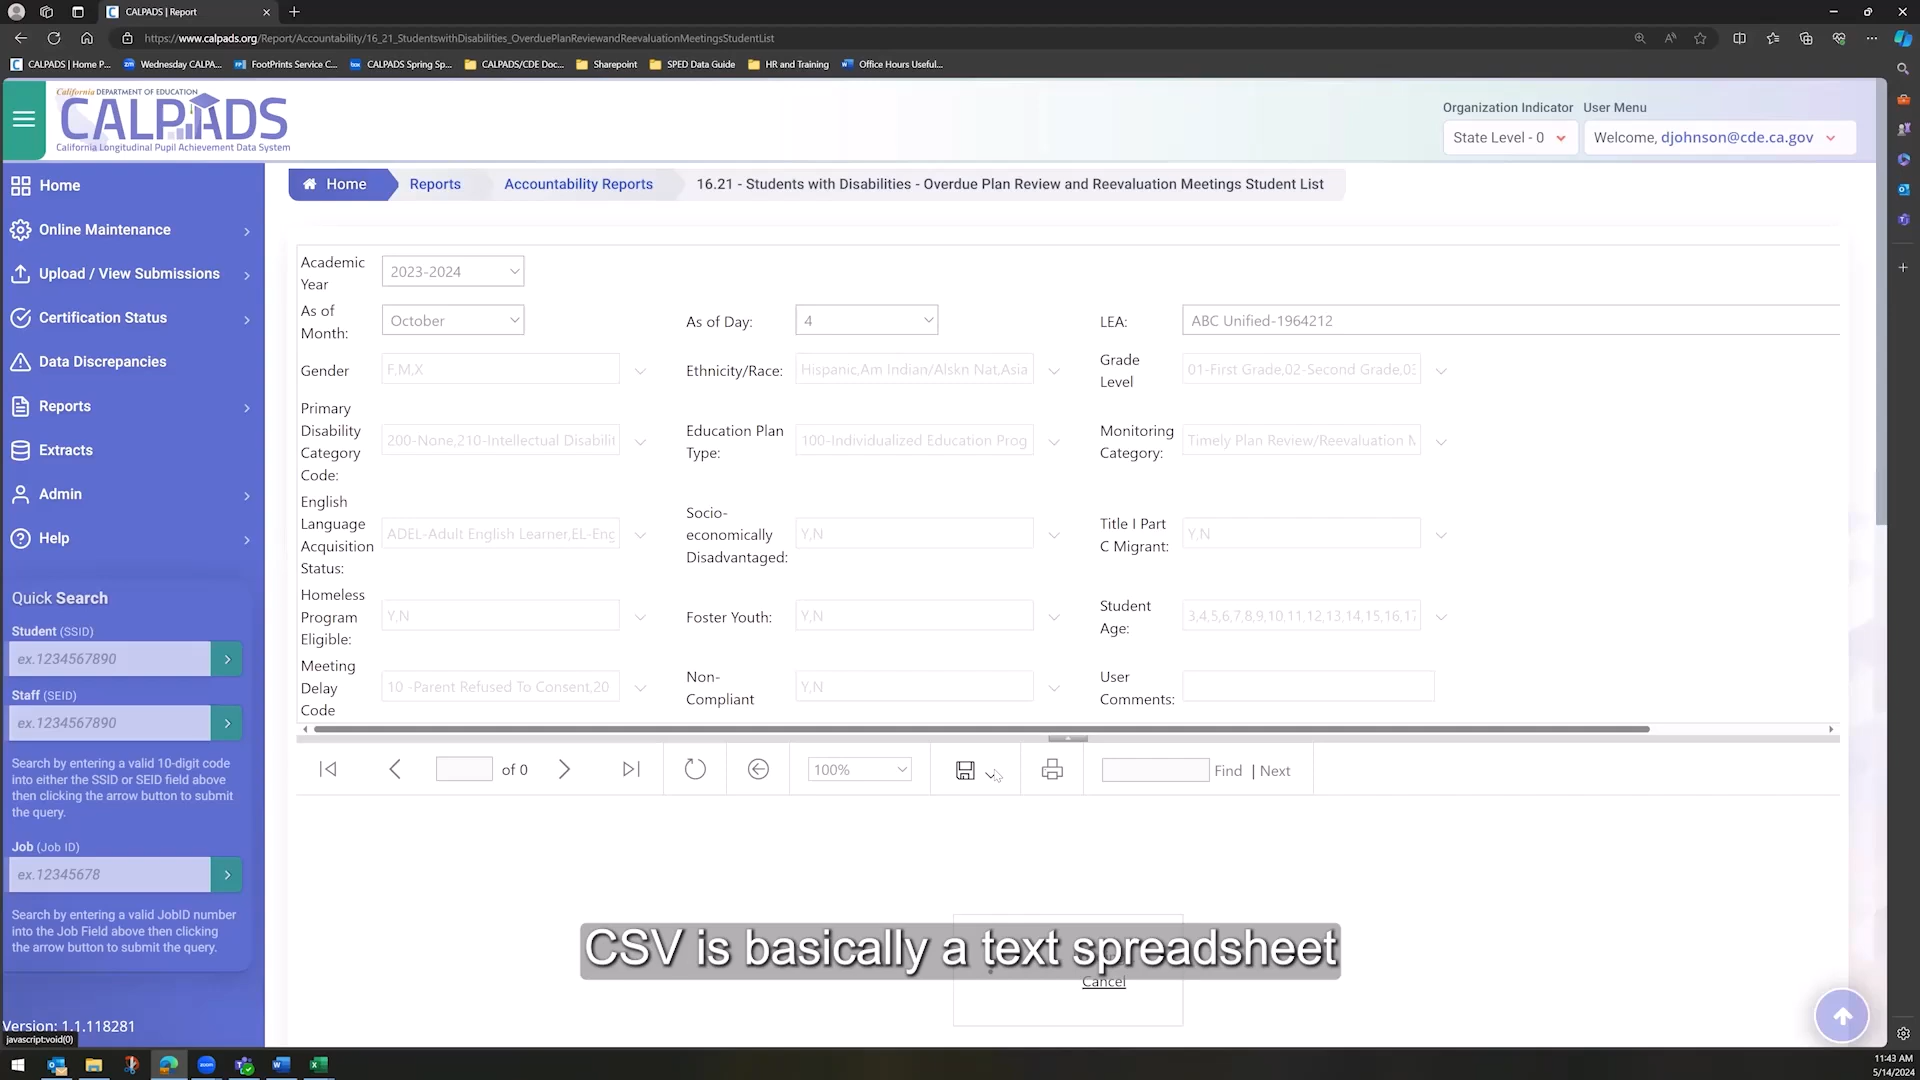 CALPADS | Report
https://www.calpads.org/Report/Accountability/16_21_StudentswithDisabilities_OverduePlanReviewandReevaluationMeetingsStudentList
CALPADS | Home P...
Wednesday CALPA...
FootPrints Service C...
CALPADS Spring Sp...
CALPADS/CDE Doc...
Sharepoint
SPED Data Guide
HR and Training
Office Hours Useful...
California DEPARTMENT OF EDUCATION
CALPADS
California Longitudinal Pupil Achievement Data System
Organization Indicator
User Menu
State Level - 0
Welcome, djohnson@cde.ca.gov
Home
Online Maintenance
Upload / View Submissions
Certification Status
Data Discrepancies
Reports
Extracts
Admin
Help
Quick Search
Student (SSID)
ex.1234567890
Staff (SEID)
ex.1234567890
Search by entering a valid 10-digit code
into either the SSID or SEID field above
then clicking the arrow button to submit
the query.
Job (Job ID)
ex.12345678
Search by entering a valid JobID number
into the Job Field above then clicking
the arrow button to submit the query.
Version: 1.1.118281
javascript:void(0)
Home
Reports
Accountability Reports
16.21 - Students with Disabilities - Overdue Plan Review and Reevaluation Meetings Student List
Academic
Year
2023-2024
As of
Month:
October
As of Day:
4
LEA:
ABC Unified-1964212
Gender
F,M,X
Ethnicity/Race:
Hispanic,Am Indian/Alskn Nat,Asia
Grade
Level
01-First Grade,02-Second Grade,03
Primary
Disability
Category
Code:
200-None,210-Intellectual Disabilit
Education Plan
Type:
100-Individualized Education Prog
Monitoring
Category:
Timely Plan Review/Reevaluation M
English
Language
Acquisition
Status:
ADEL-Adult English Learner,EL-Eng
Socio-
economically
Disadvantaged:
Y,N
Title I Part
C Migrant:
Y,N
Homeless
Program
Eligible:
Y,N
Foster Youth:
Y,N
Student
Age:
3,4,5,6,7,8,9,10,11,12,13,14,15,16,17
Meeting
Delay
Code
10 -Parent Refused To Consent,20
Non-
Compliant
Y,N
User
Comments:
of 0
100%
Find | Next
CSV is basically a text spreadsheet
Cancel
11:43 AM
5/14/2024